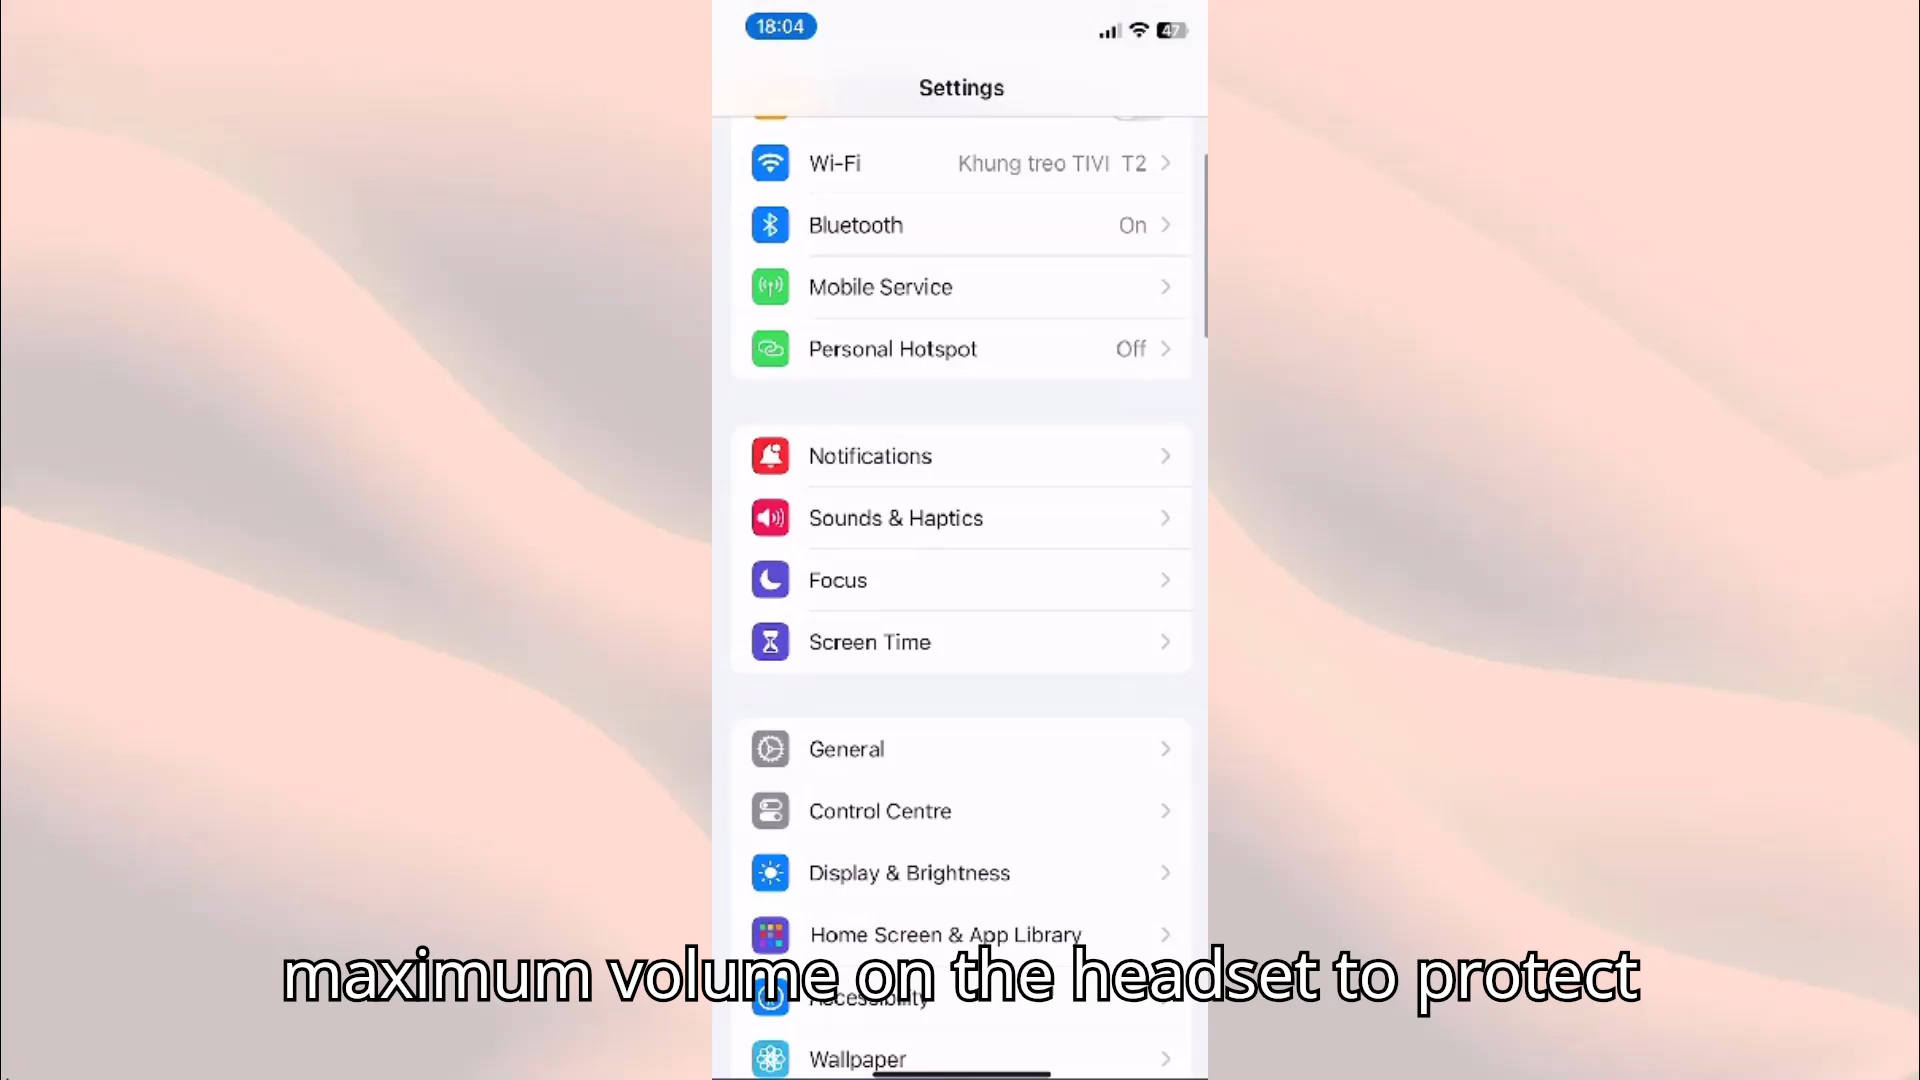 18:04
47
Settings
Wi-Fi Khung treo TIVI T2
Bluetooth On
Mobile Service
Personal Hotspot Off
Notifications
Sounds & Haptics
Focus
Screen Time
General
Control Centre
Display & Brightness
Home Screen & App Library
maximum volume on the headset to protect
Accessibility
Wallpaper